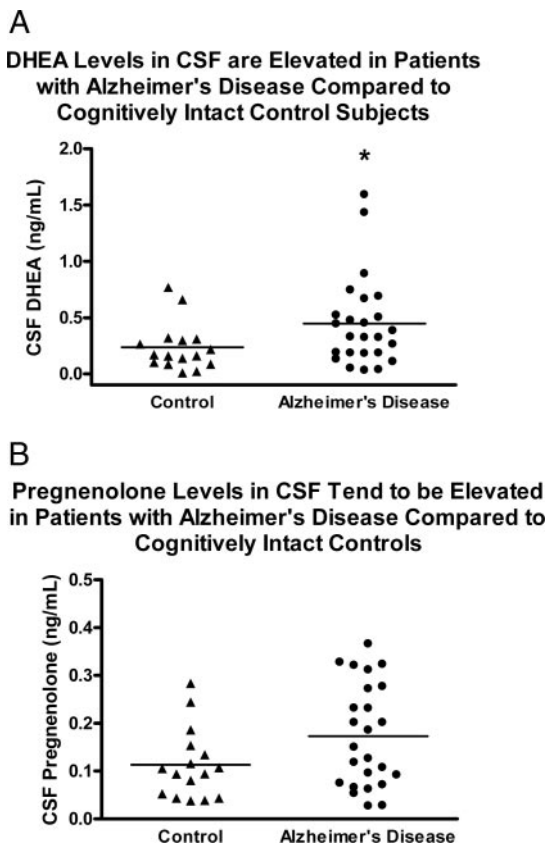 A
DHEA Levels in CSF are Elevated in Patients
with Alzheimer's Disease Compared to
Cognitively Intact Control Subjects
2.0
*
1.5
1.0
0.5
0.0
CSF DHEA (ng/mL)
Control
Alzheimer's Disease
B
Pregnenolone Levels in CSF Tend to be Elevated
in Patients with Alzheimer's Disease Compared to
Cognitively Intact Controls
0.5
0.4
0.3
0.2
0.1
0.0
CSF Pregnenolone (ng/mL)
Control
Alzheimer's Disease